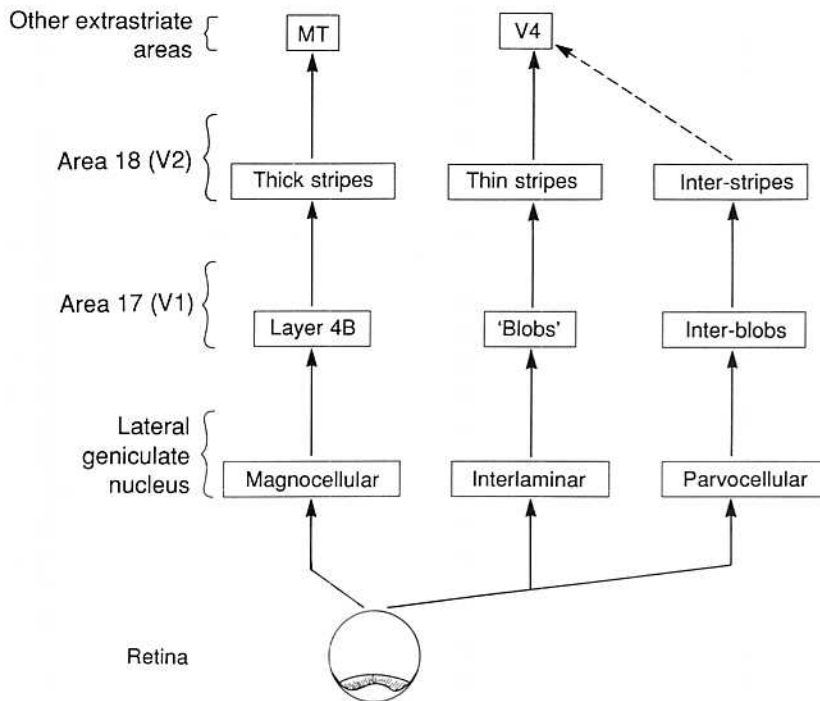 Other extrastriate
areas
MT
V4
Area 18 (V2)
Thick stripes
Thin stripes
Inter-stripes
Area 17 (V1)
Layer 4B
'Blobs'
Inter-blobs
Lateral
geniculate
nucleus
Magnocellular
Interlaminar
Parvocellular
Retina